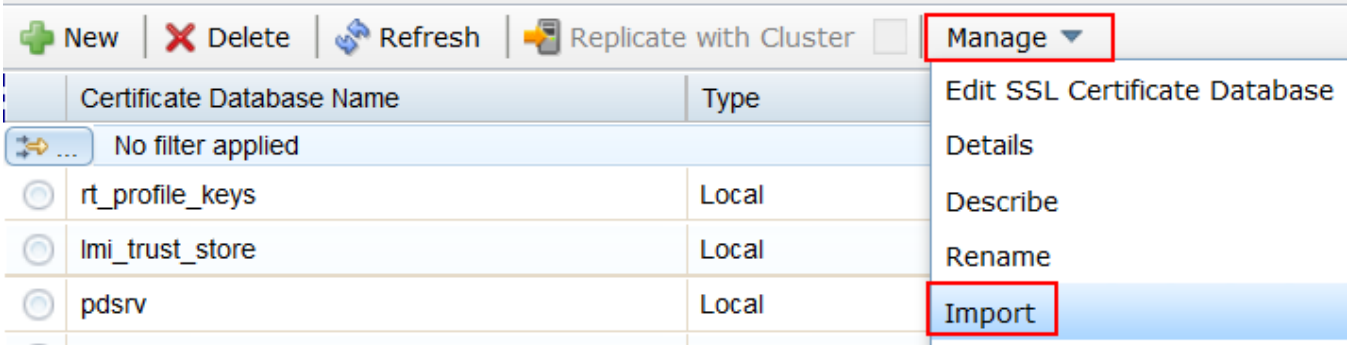 New Delete Refresh Replicate with Cluster Manage
Certificate Database Name Type Edit SSL Certificate Database
... No filter applied Details
rt_profile_keys Local Describe
lmi_trust_store Local Rename
pdsrv Local Import